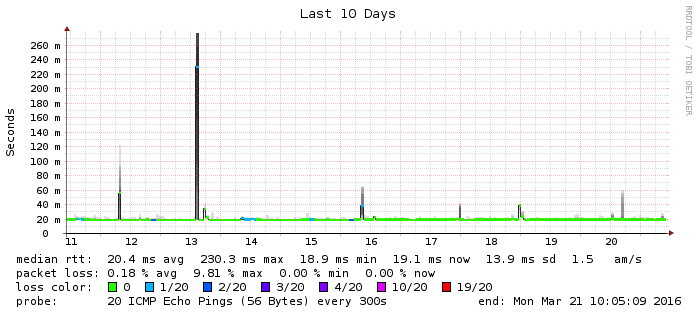 Last 10 Days
RRDTOOL / TOBI OETIKER
Seconds
260 m
240 m
220 m
200 m
180 m
160 m
140 m
120 m
100 m
80 m
60 m
40 m
20 m
0
11 12 13 14 15 16 17 18 19 20
median rtt: 20.4 ms avg 230.3 ms max 18.9 ms min 19.1 ms now 13.9 ms sd 1.5 am/s
packet loss: 0.18 % avg 9.81 % max 0.00 % min 0.00 % now
loss color: 0 1/20 2/20 3/20 4/20 10/20 19/20
probe: 20 ICMP Echo Pings (56 Bytes) every 300s end: Mon Mar 21 10:05:09 2016